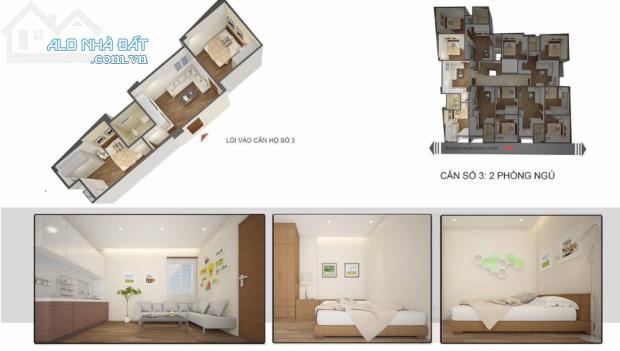 ALO NHÀ ĐẤT
.com.vn
LỐI VÀO CĂN HỘ SỐ 3
CĂN SỐ 3: 2 PHÒNG NGỦ